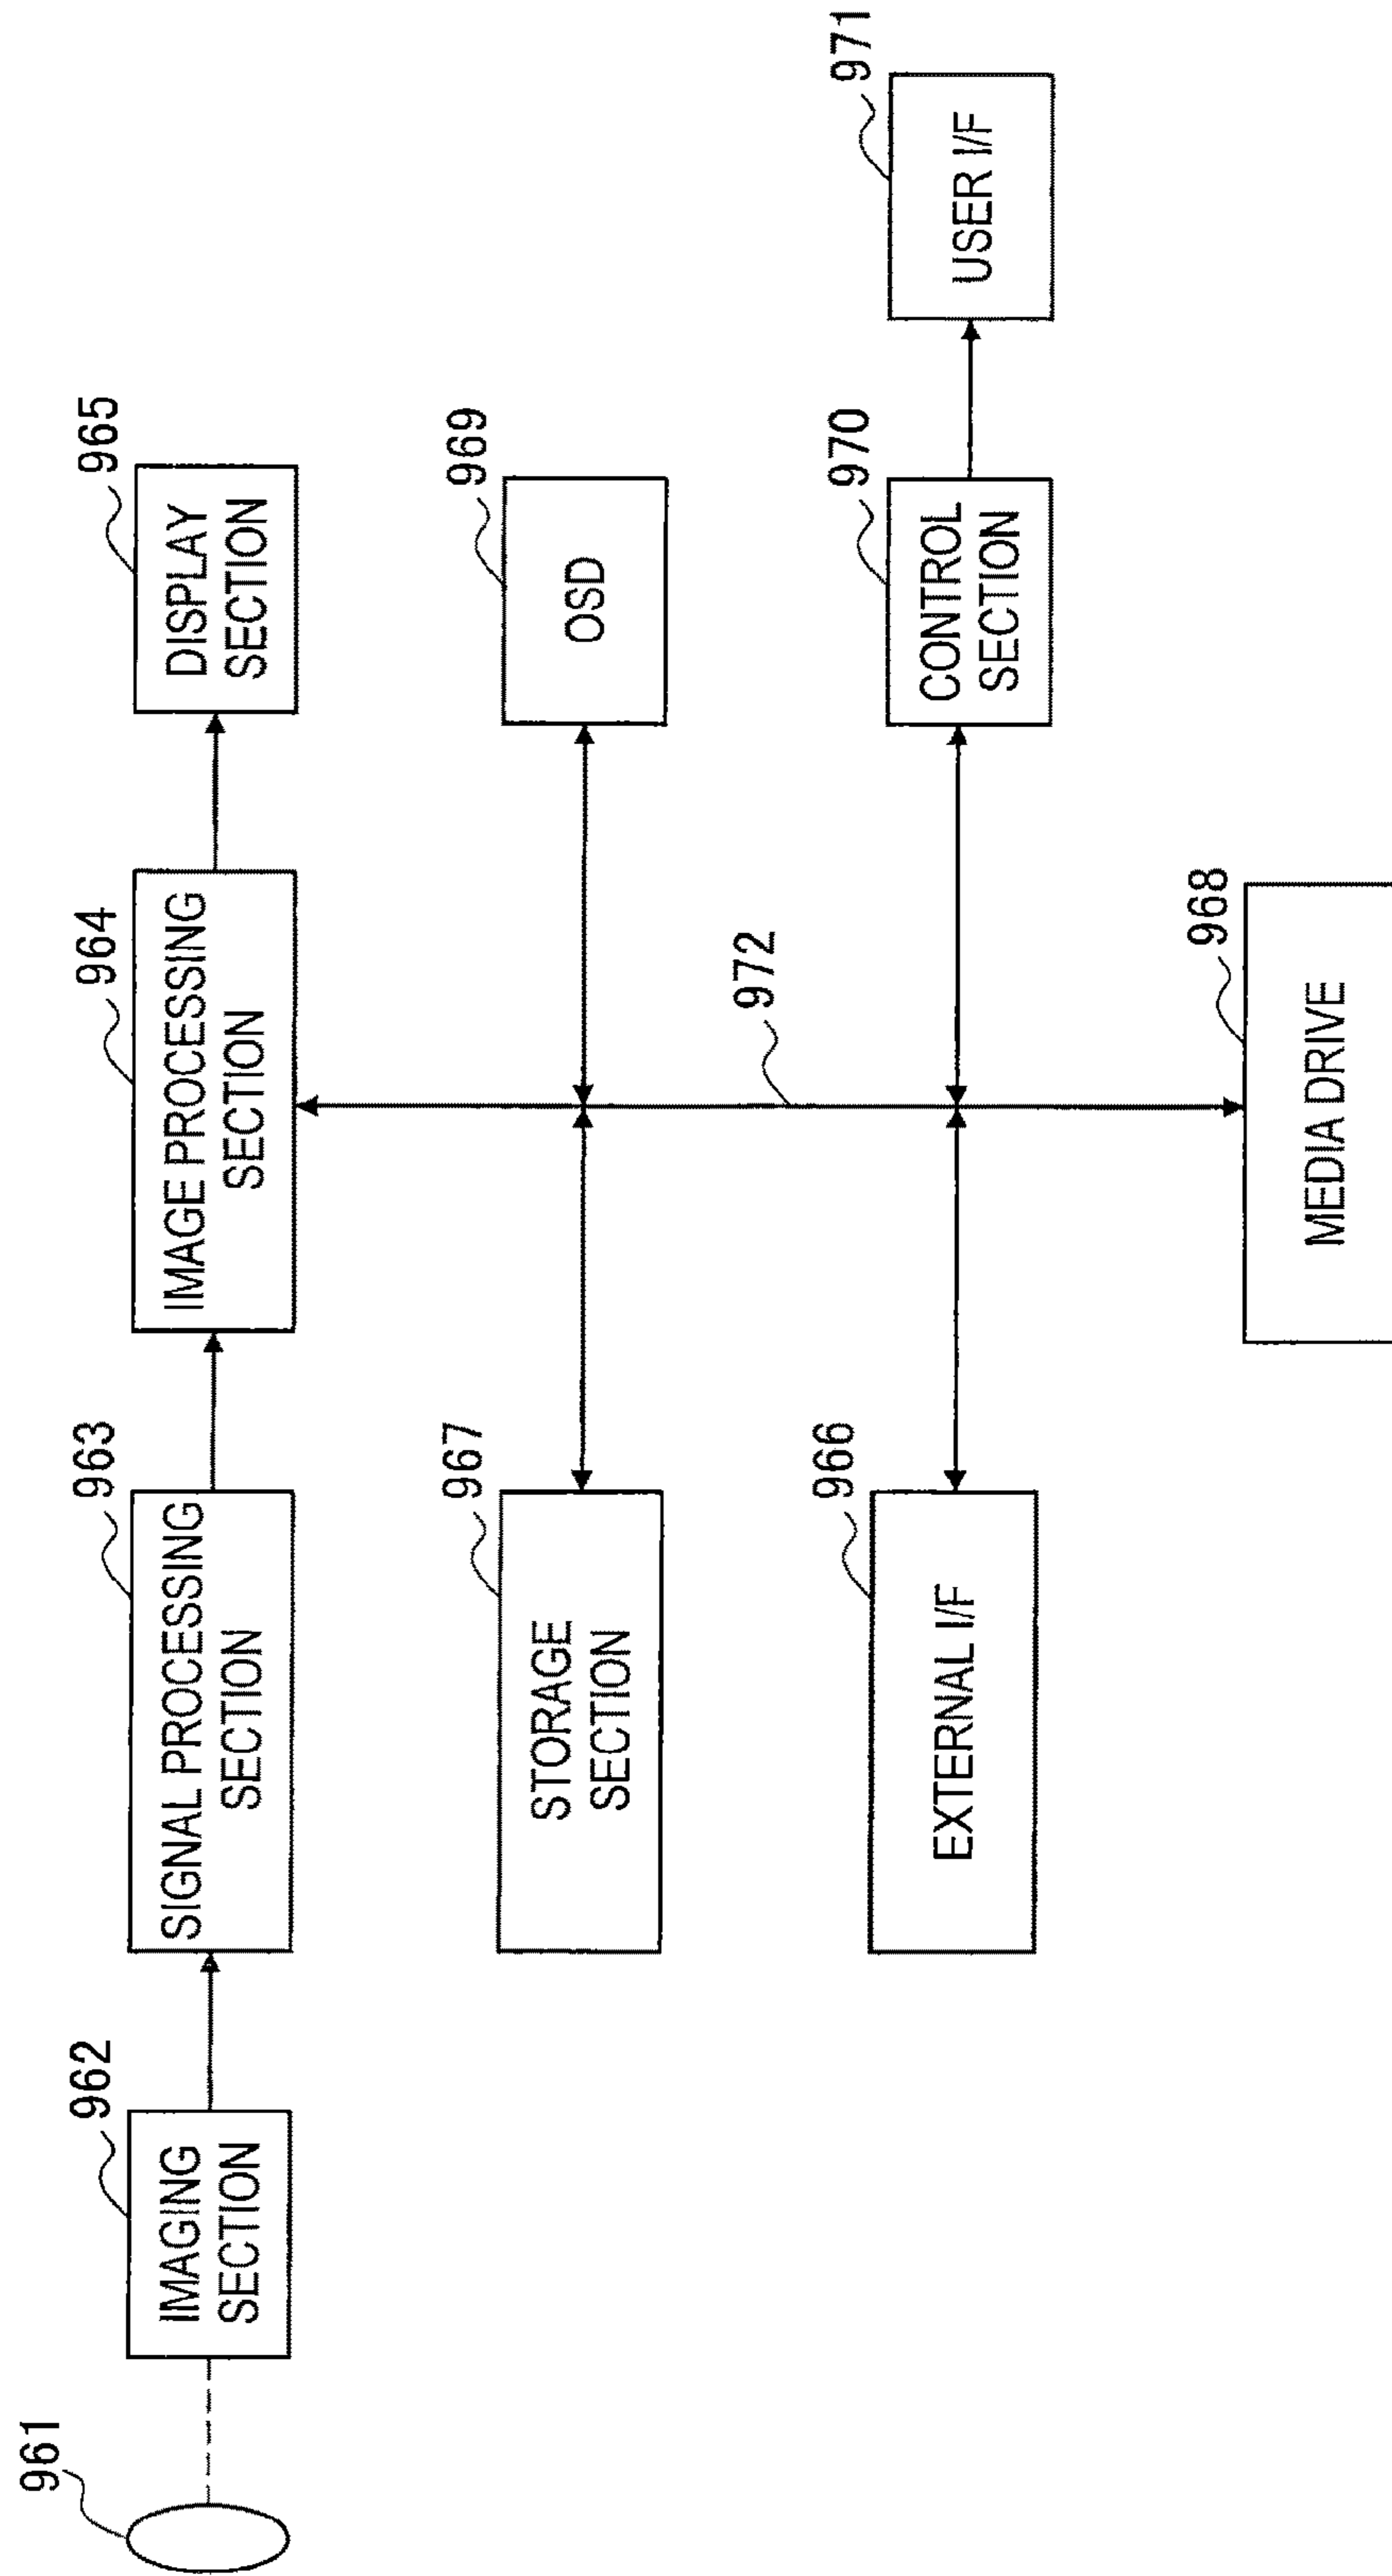 961
962
IMAGING
SECTION
963
SIGNAL PROCESSING
SECTION
964
IMAGE PROCESSING
SECTION
965
DISPLAY
SECTION
967
STORAGE
SECTION
969
OSD
972
966
EXTERNAL I/F
970
CONTROL
SECTION
971
USER I/F
968
MEDIA DRIVE